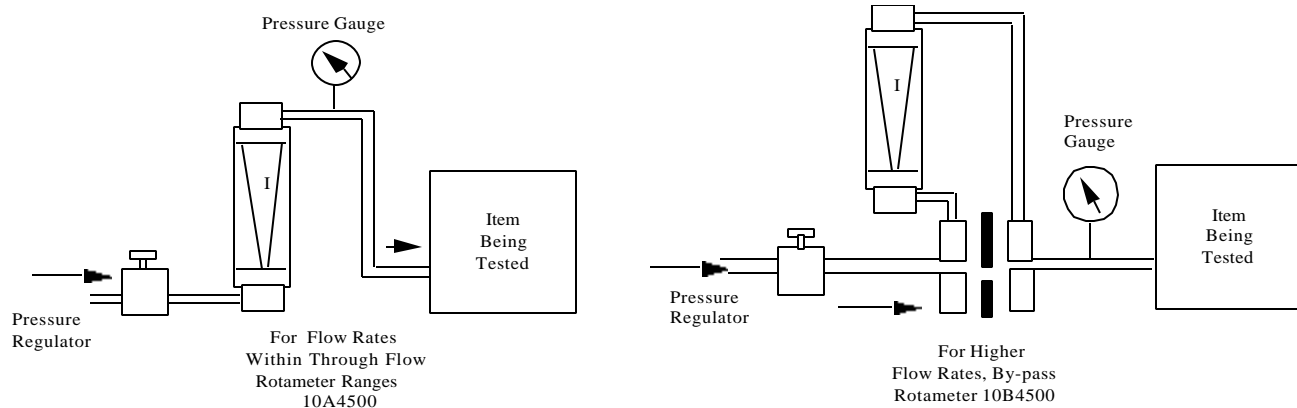 Pressure Gauge
I
Item
Being
Tested
Pressure
Regulator
For Flow Rates
Within Through Flow
Rotameter Ranges
10A4500
I
Pressure
Gauge
Item
Being
Tested
Pressure
Regulator
For Higher
Flow Rates, By-pass
Rotameter 10B4500